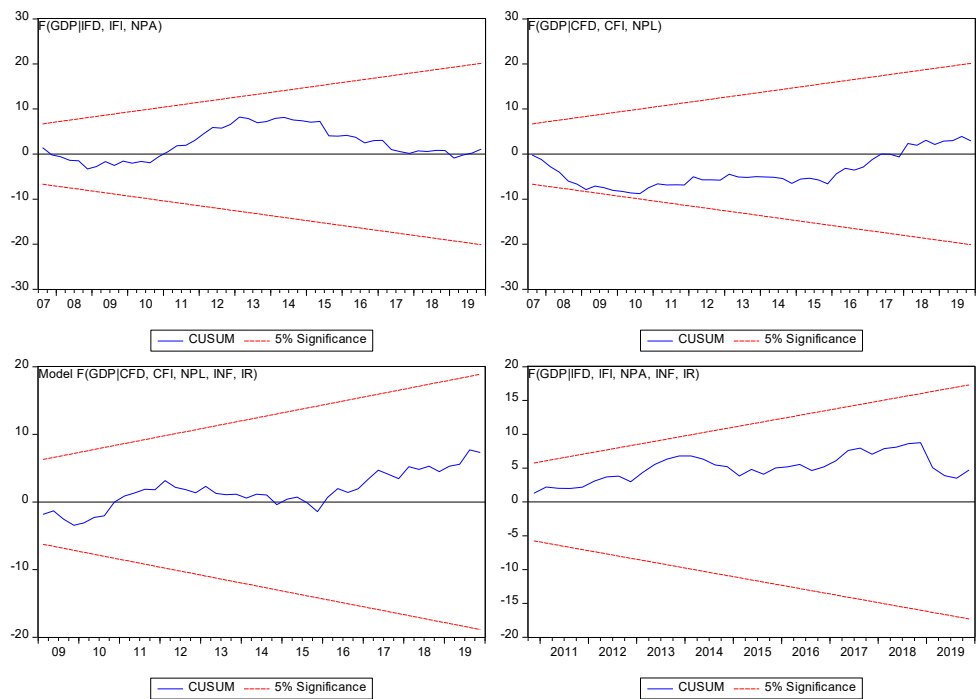 F(GDP|IFD, IFI, NPA)
30
20
10
0
-10
-20
-30
07 08 09 10 11 12 13 14 15 16 17 18 19
CUSUM 5% Significance
F(GDP|CFD, CFI, NPL)
30
20
10
0
-10
-20
-30
07 08 09 10 11 12 13 14 15 16 17 18 19
CUSUM 5% Significance
Model F(GDP|CFD, CFI, NPL, INF, IR)
20
10
0
-10
-20
09 10 11 12 13 14 15 16 17 18 19
CUSUM 5% Significance
F(GDP|IFD, IFI, NPA, INF, IR)
20
15
10
5
0
-5
-10
-15
-20
2011 2012 2013 2014 2015 2016 2017 2018 2019
CUSUM 5% Significance